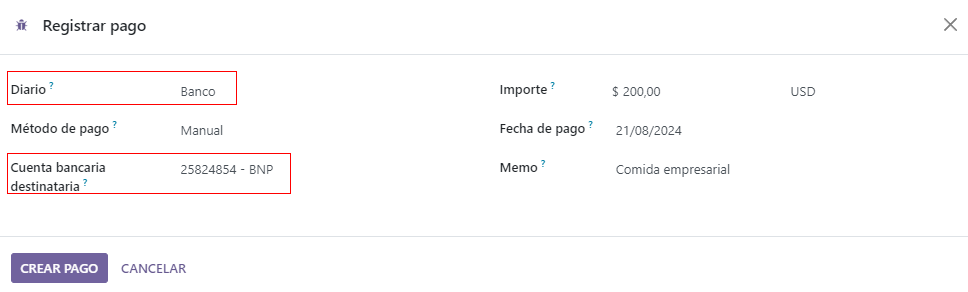 Registrar pago
Diario ? Banco
Importe ? $ 200,00 USD
Método de pago ? Manual
Fecha de pago ? 21/08/2024
Cuenta bancaria
destinataria ? 25824854 - BNP
Memo ? Comida empresarial
CREAR PAGO CANCELAR